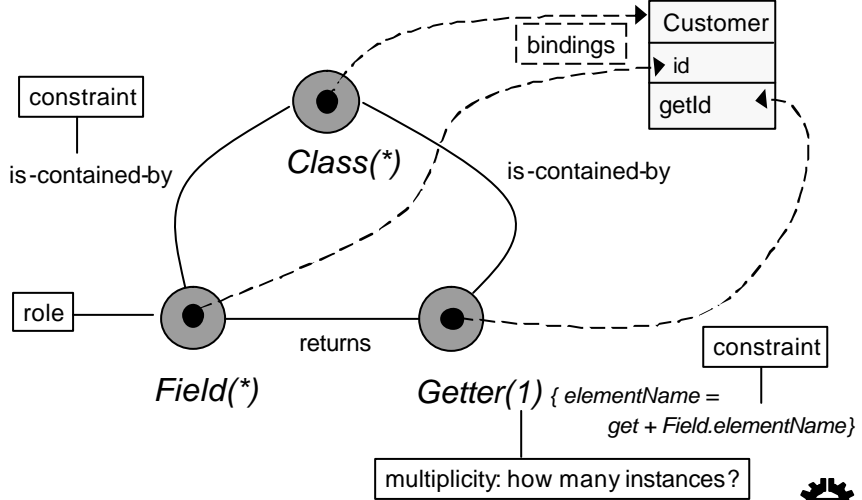 Customer
bindings
id
constraint
getId
Class(*)
is-contained-by
is-contained-by
role
returns
constraint
Field(*)
Getter(1) { elementName =
get + Field.elementName}
multiplicity: how many instances?